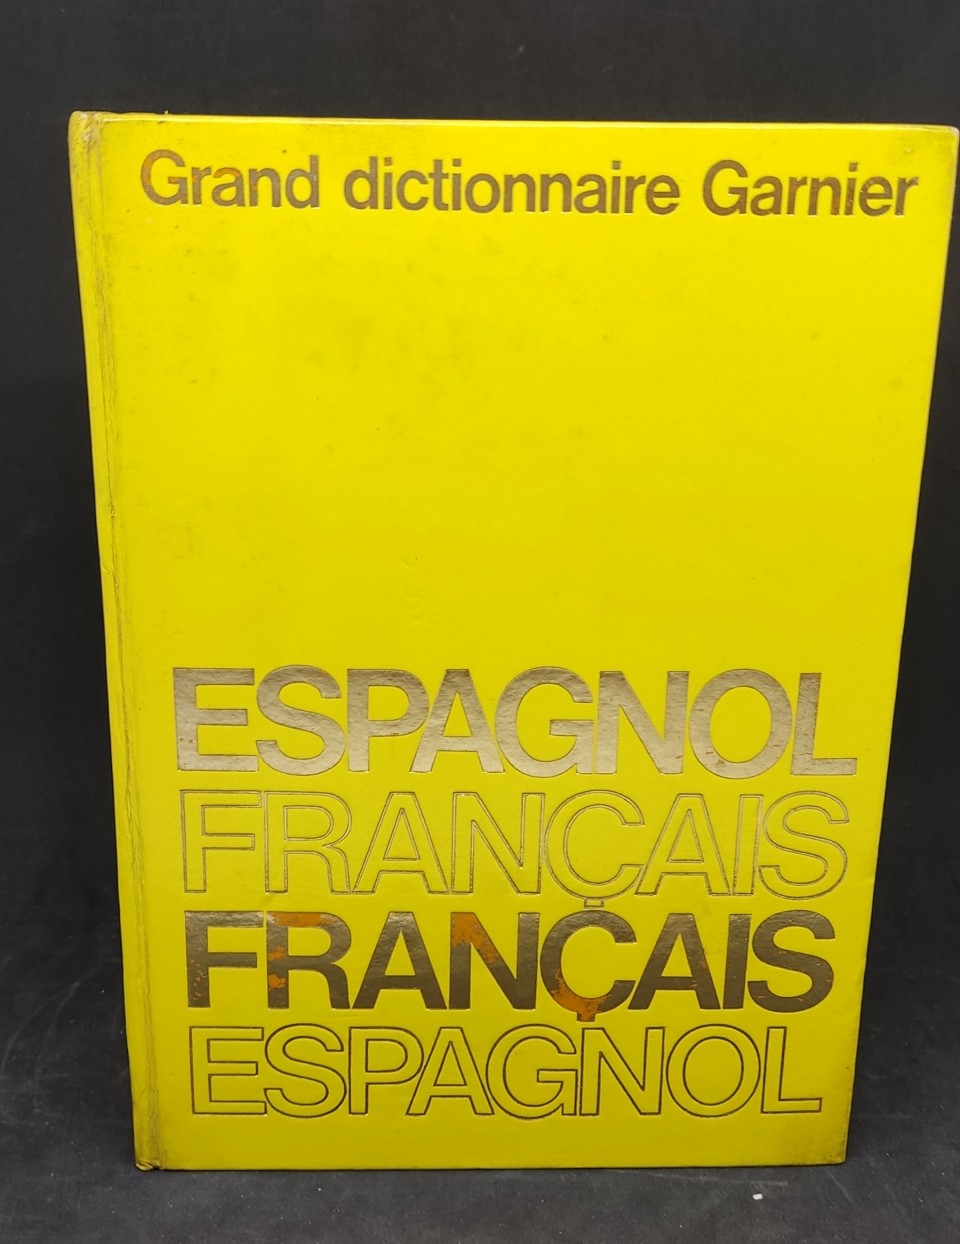 Grand dictionnaire Garnier
ESPAGNOL
FRANÇAIS
FRANÇAIS
ESPAGNOL